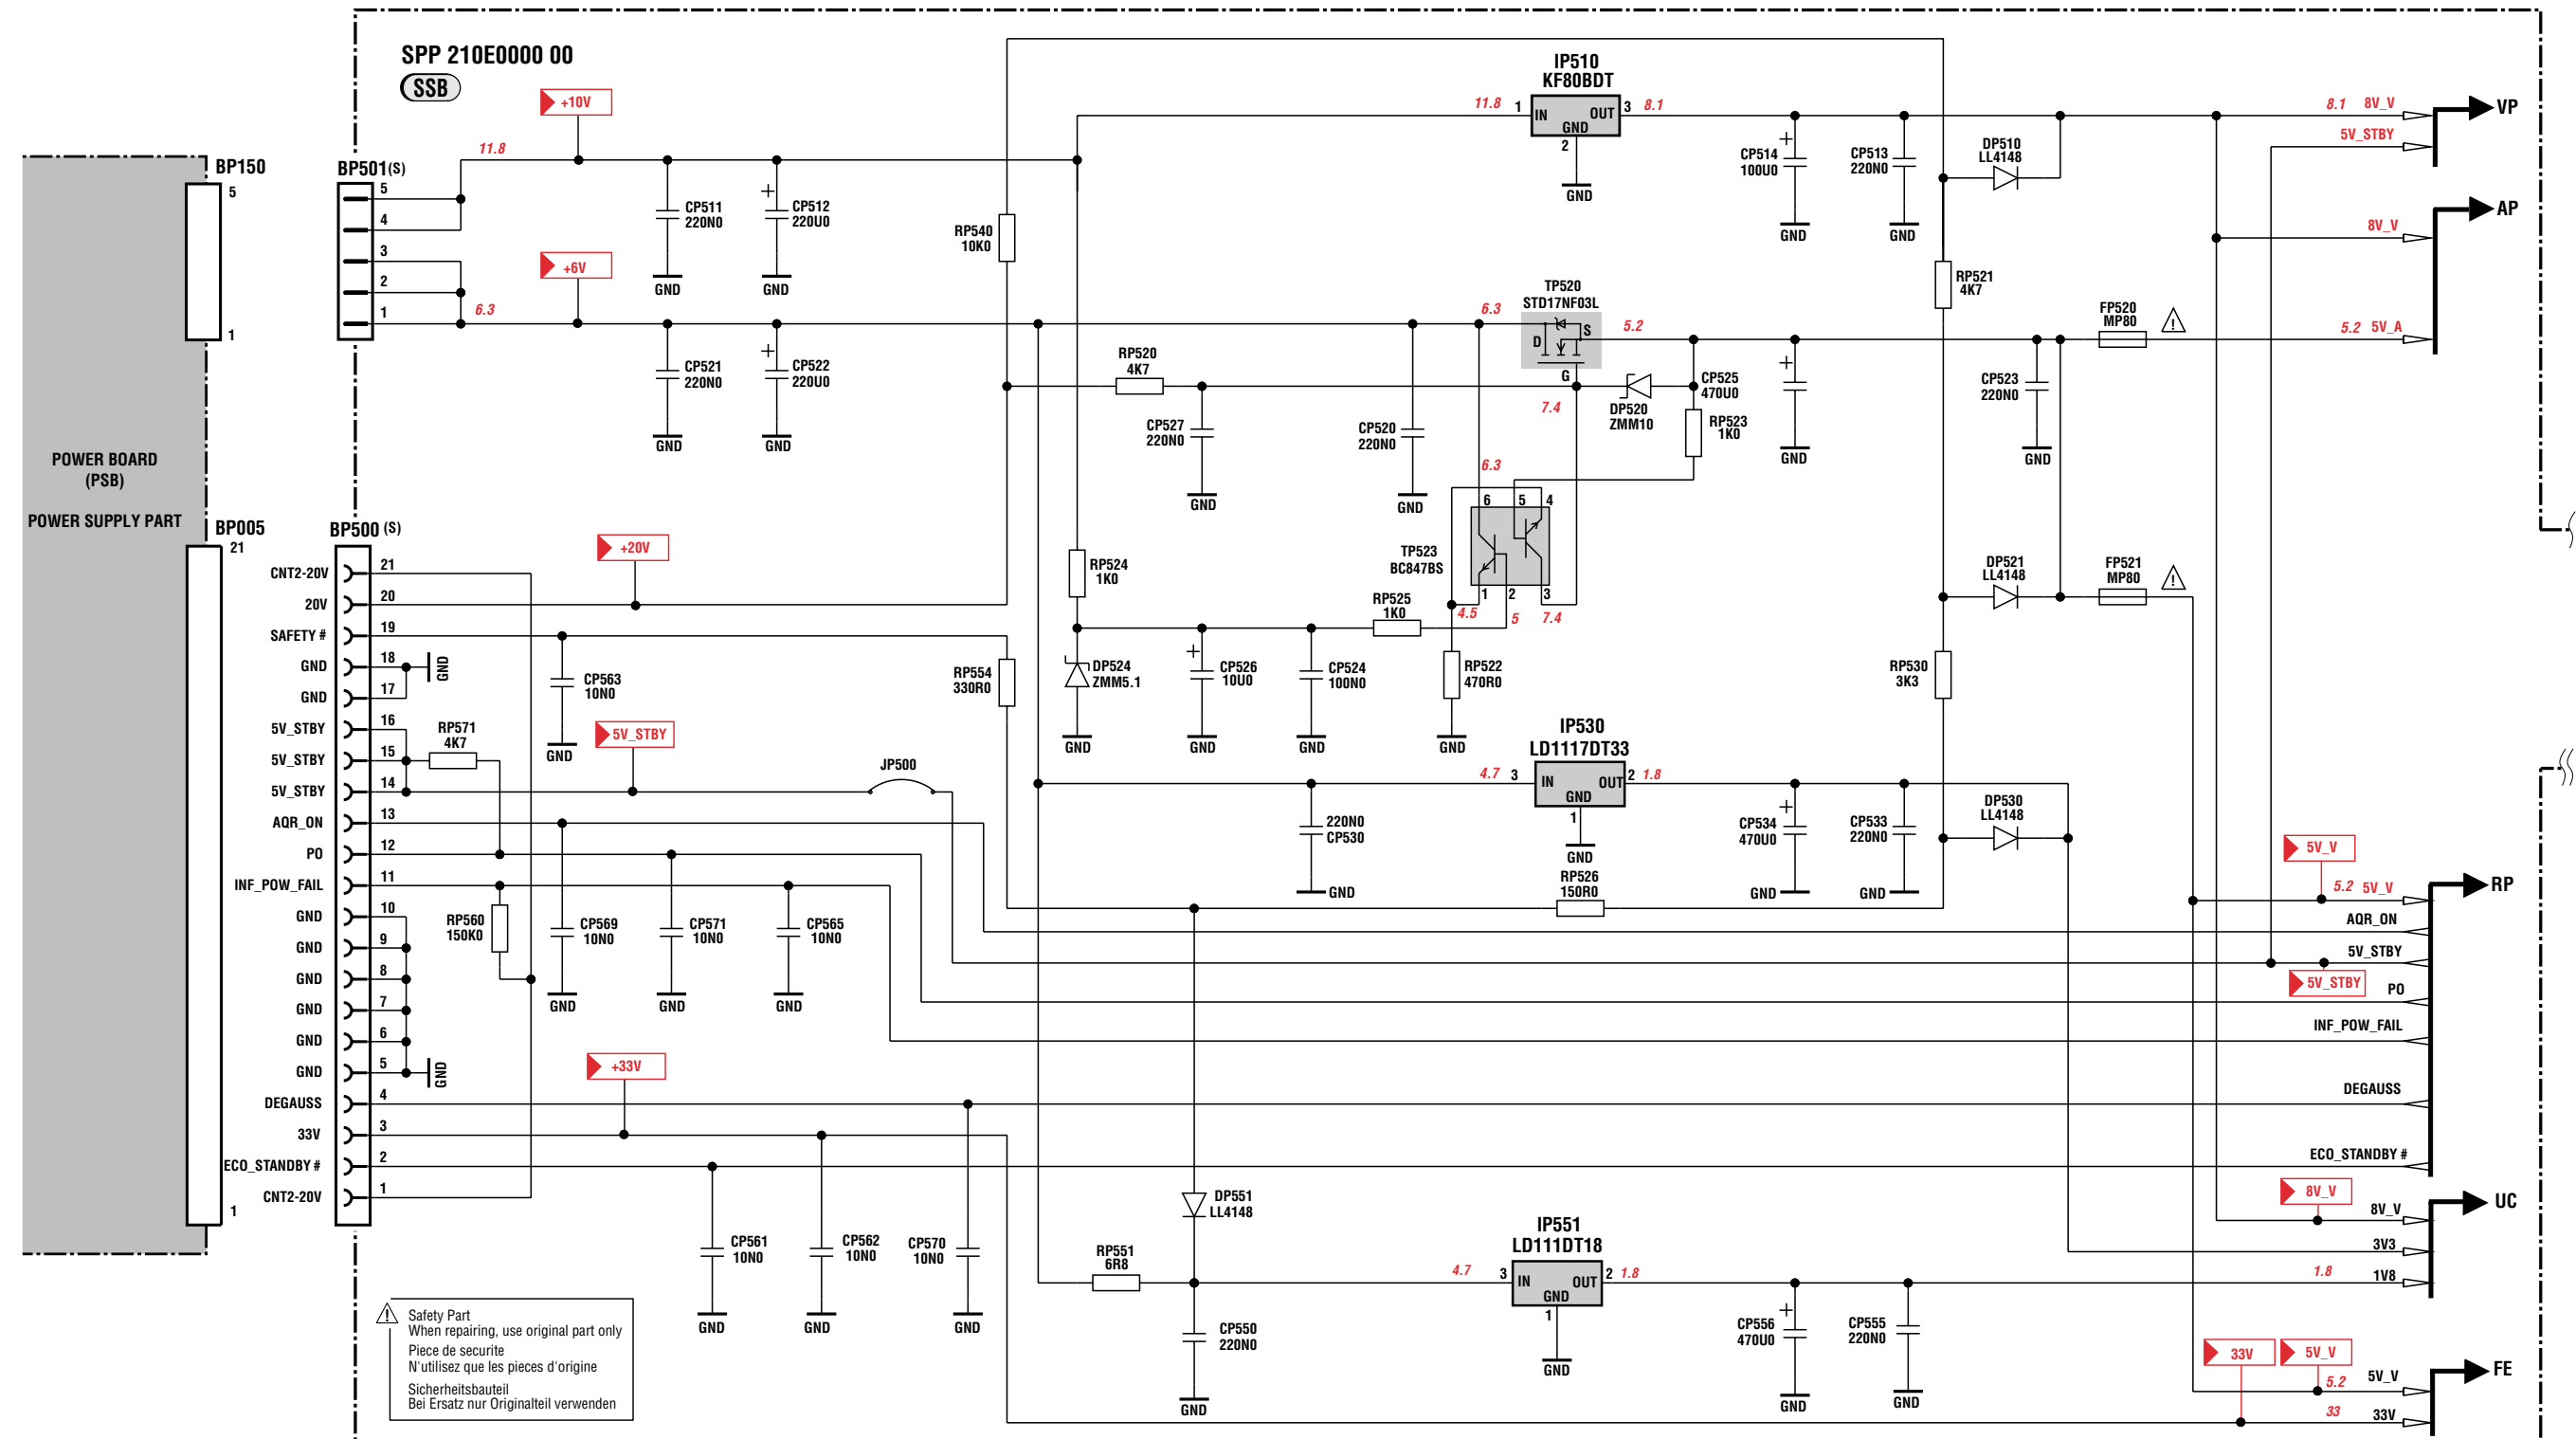 SPP 210E0000 00
SSB
POWER BOARD
(PSB)
POWER SUPPLY PART
BP150
5
1
BP005
21
1
BP501(S)
5
4
3
2
1
11.8
+10V
6.3
+6V
CP511
220N0
GND
CP512
220U0
GND
CP521
220N0
GND
CP522
220U0
GND
RP540
10K0
IP510
KF80BDT
11.8
1
IN
OUT
GND
3
8.1
2
GND
CP514
100U0
GND
CP513
220N0
GND
DP510
LL4148
8.1
8V_V
5V_STBY
VP
8V_V
AP
5.2
5V_A
RP521
4K7
FP520
MP80
!
TP520
STD17NF03L
6.3
D
S
G
5.2
7.4
RP520
4K7
CP527
220N0
GND
CP520
220N0
GND
DP520
ZMM10
CP525
470U0
GND
RP523
1K0
CP523
220N0
GND
6.3
6
5
4
TP523
BC847BS
1
2
3
4.5
5
7.4
RP524
1K0
RP525
1K0
DP524
ZMM5.1
GND
CP526
10U0
GND
CP524
100N0
GND
RP522
470R0
GND
DP521
LL4148
FP521
MP80
!
RP530
3K3
BP500 (S)
CNT2-20V
21
20V
20
+20V
SAFETY #
19
GND
18
GND
GND
17
5V_STBY
16
5V_STBY
15
5V_STBY
14
AQR_ON
13
PO
12
INF_POW_FAIL
11
GND
10
GND
9
GND
8
GND
7
GND
6
GND
5
GND
DEGAUSS
4
33V
3
+33V
ECO_STANDBY #
2
CNT2-20V
1
CP563
10N0
GND
RP554
330R0
RP571
4K7
5V_STBY
JP500
RP560
150K0
CP569
10N0
GND
CP571
10N0
GND
CP565
10N0
GND
IP530
LD1117DT33
4.7
3
IN
OUT
GND
2
1.8
1
GND
220N0
CP530
GND
CP534
470U0
GND
CP533
220N0
GND
DP530
LL4148
RP526
150R0
5V_V
5.2
5V_V
RP
AQR_ON
5V_STBY
5V_STBY
PO
INF_POW_FAIL
DEGAUSS
ECO_STANDBY #
CP561
10N0
GND
CP562
10N0
GND
CP570
10N0
GND
DP551
LL4148
RP551
6R8
CP550
220N0
GND
IP551
LD111DT18
4.7
3
IN
OUT
GND
2
1.8
1
GND
CP556
470U0
GND
CP555
220N0
GND
8V_V
8V_V
UC
3V3
1.8
1V8
33V
5V_V
5.2
5V_V
FE
33
33V
!
Safety Part
When repairing, use original part only
Piece de securite
N'utilisez que les pieces d'origine
Sicherheitsbauteil
Bei Ersatz nur Originalteil verwenden